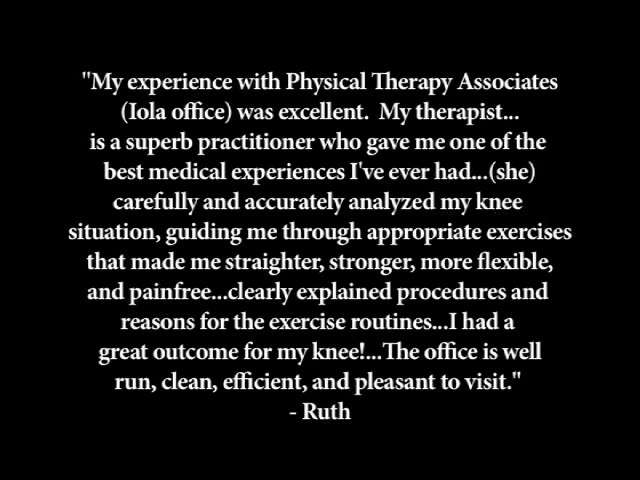 "My experience with Physical Therapy Associates
(Iola office) was excellent.  My therapist...
is a superb practitioner who gave me one of the
best medical experiences I've ever had...(she)
carefully and accurately analyzed my knee
situation, guiding me through appropriate exercises
that made me straighter, stronger, more flexible,
and painfree...clearly explained procedures and
reasons for the exercise routines...I had a
great outcome for my knee!...The office is well
run, clean, efficient, and pleasant to visit."
- Ruth